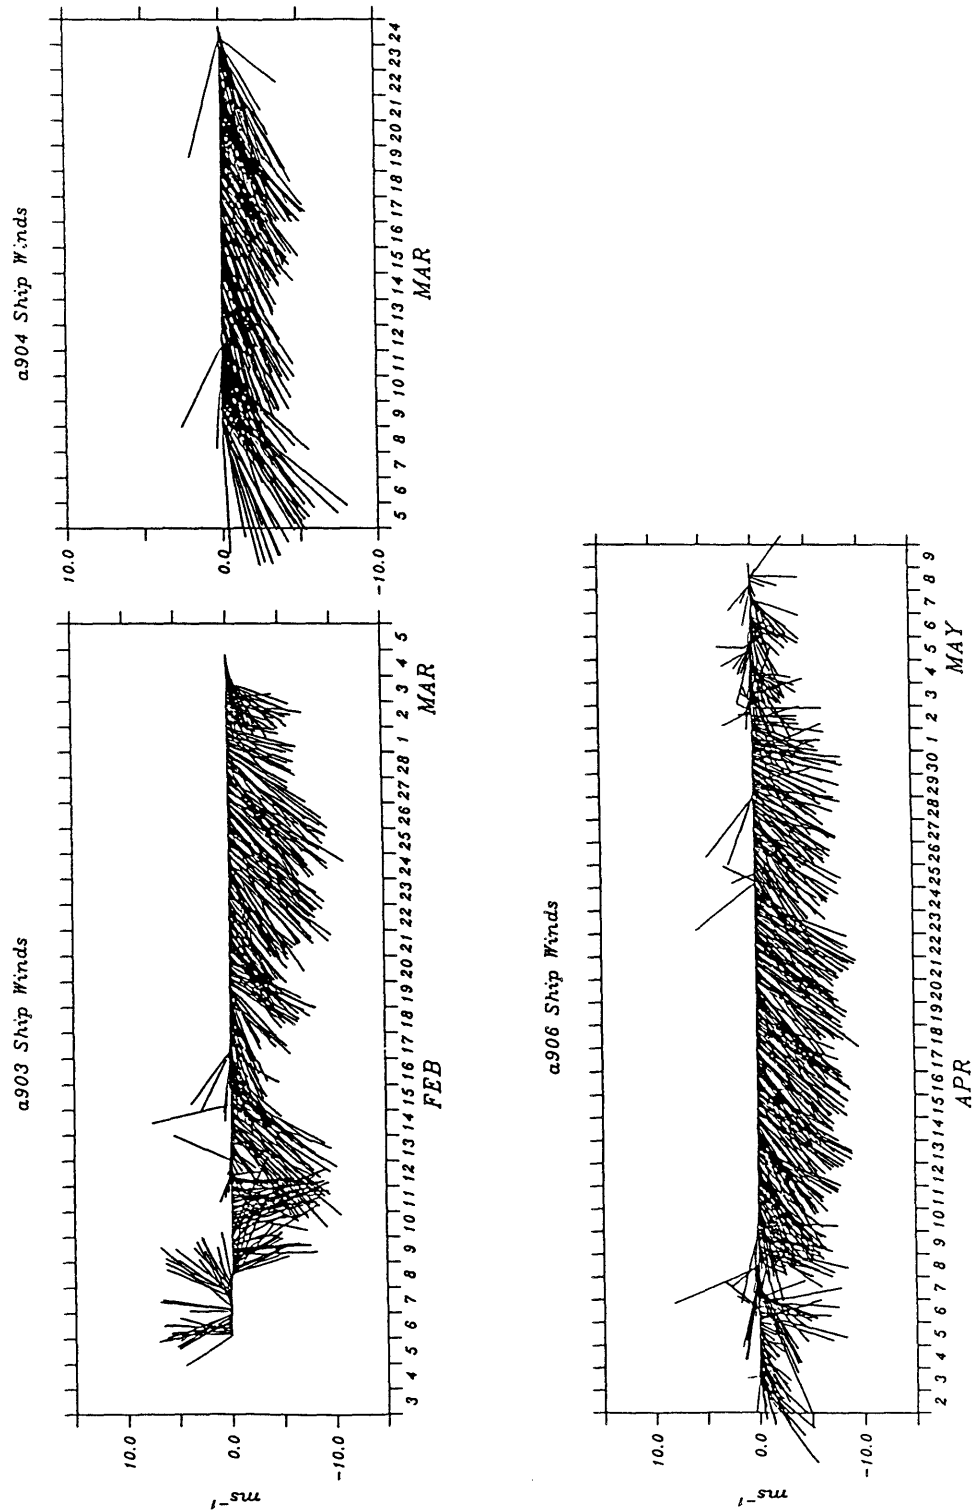 a903 Ship Winds
ms⁻¹
10.0
0.0
-10.0
3 4 5 6 7 8 9 10 11 12 13 14 15 16 17 18 19 20 21 22 23 24 25 26 27 28 1 2 3 4 5
FEB MAR
a904 Ship Winds
10.0
0.0
-10.0
5 6 7 8 9 10 11 12 13 14 15 16 17 18 19 20 21 22 23 24
MAR
a906 Ship Winds
ms⁻¹
10.0
0.0
-10.0
2 3 4 5 6 7 8 9 10 11 12 13 14 15 16 17 18 19 20 21 22 23 24 25 26 27 28 29 30 1 2 3 4 5 6 7 8 9
APR MAY